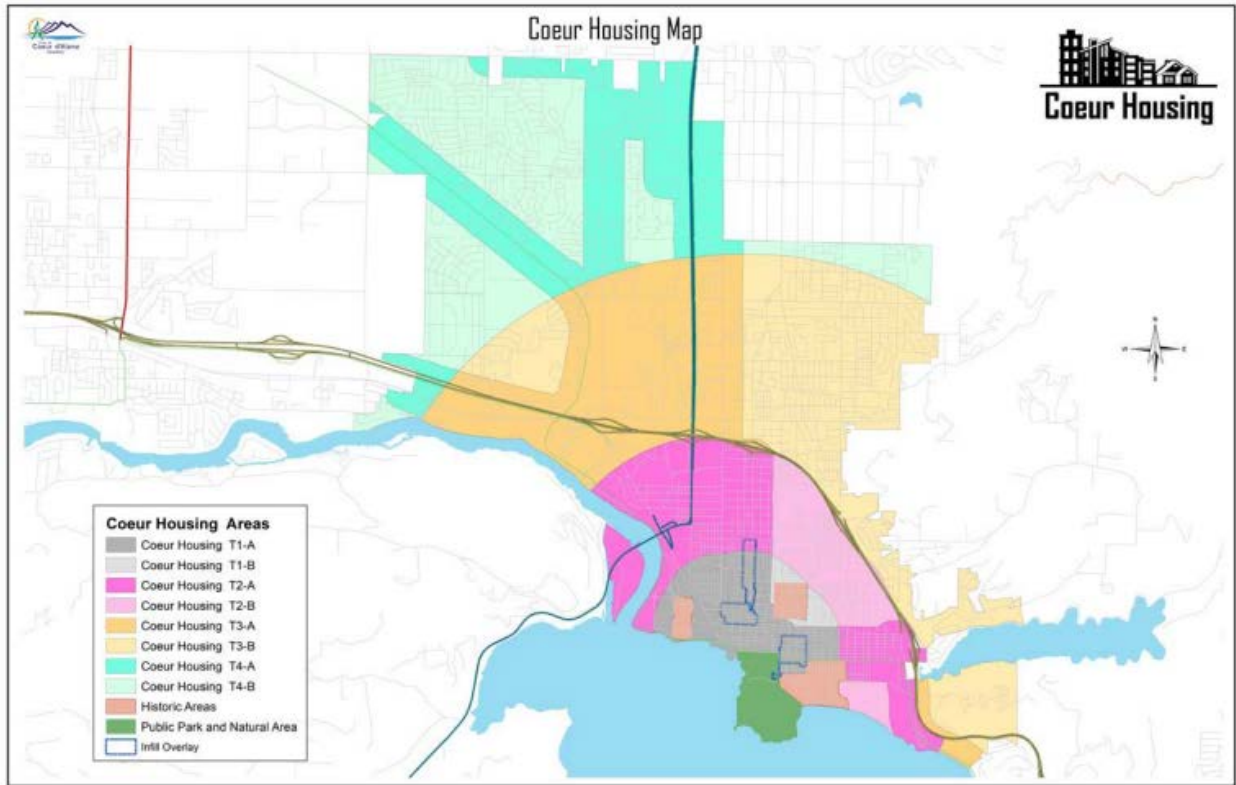 Coeur d'Alene
Coeur Housing Map
Coeur Housing
N
W
E
S
Coeur Housing Areas
Coeur Housing T1-A
Coeur Housing T1-B
Coeur Housing T2-A
Coeur Housing T2-B
Coeur Housing T3-A
Coeur Housing T3-B
Coeur Housing T4-A
Coeur Housing T4-B
Historic Areas
Public Park and Natural Area
Infill Overlay